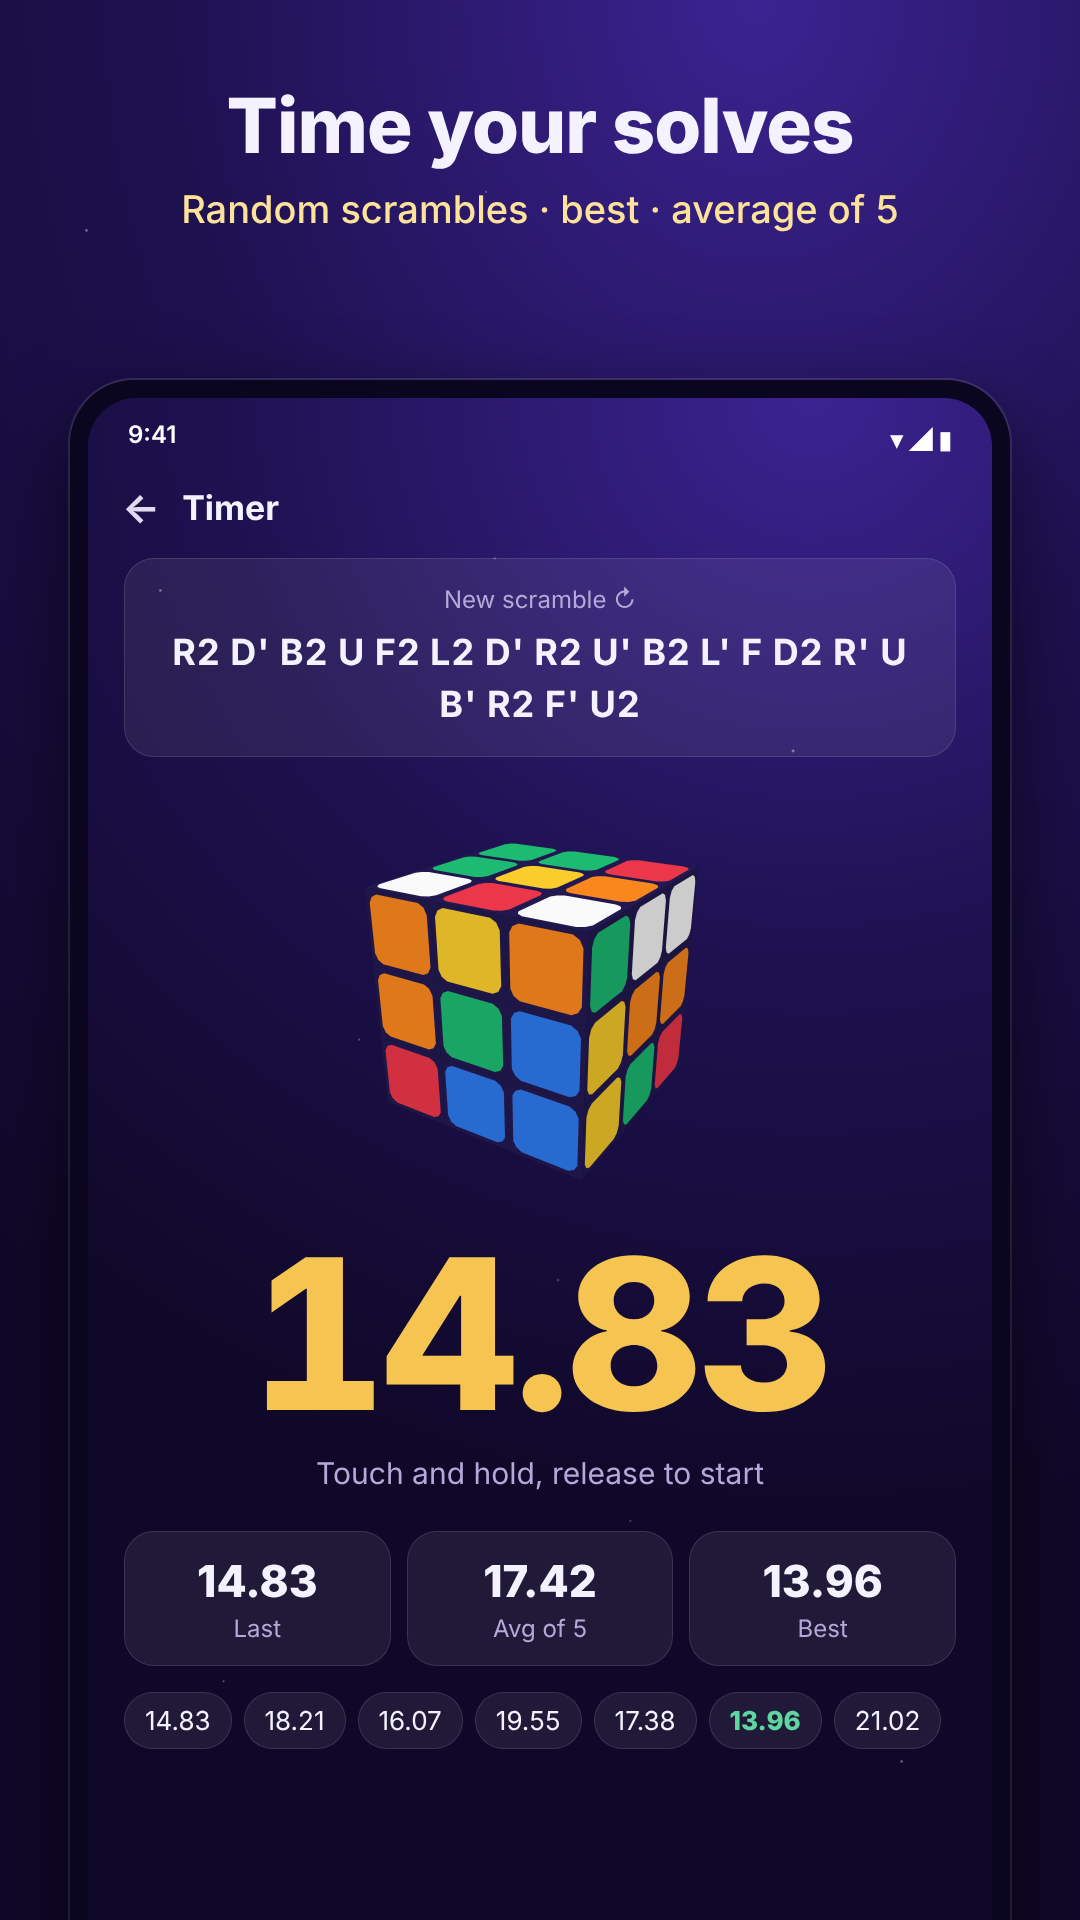 Time your solves
Random scrambles · best · average of 5
9:41
Timer
New scramble ↻
R2 D' B2 U F2 L2 D' R2 U' B2 L' F D2 R' U
B' R2 F' U2
14.83
Touch and hold, release to start
14.83 17.42 13.96
Last Avg of 5 Best
14.83 18.21 16.07 19.55 17.38 13.96 21.02